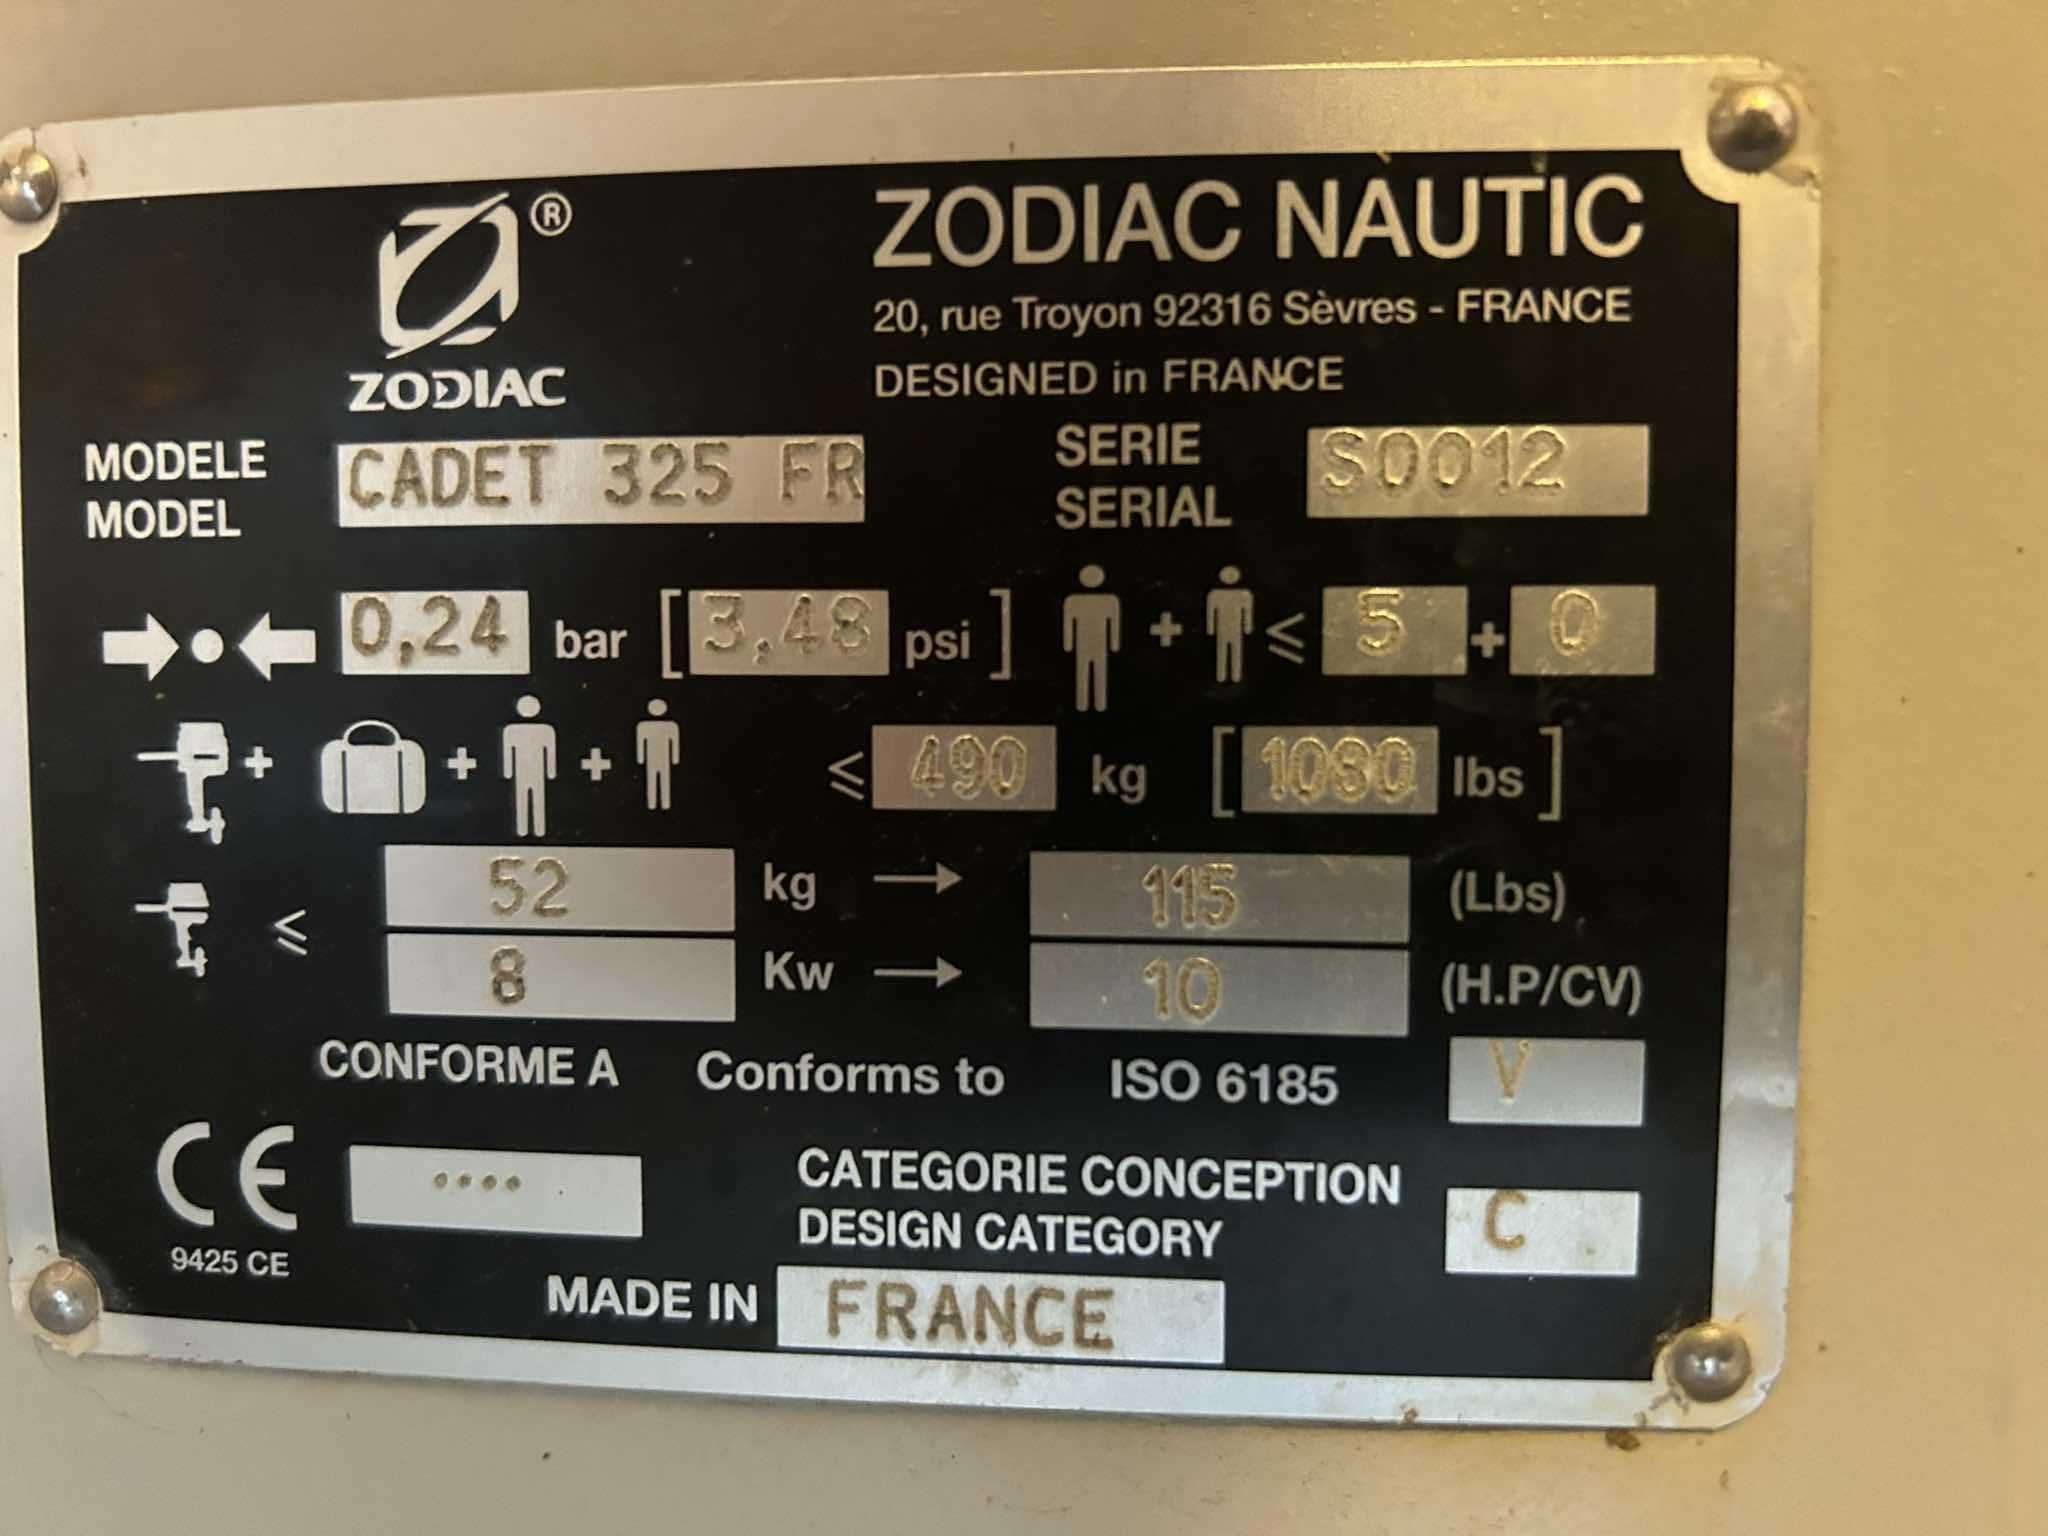 ®
ZODIAC
ZODIAC NAUTIC
20, rue Troyon 92316 Sèvres - FRANCE
DESIGNED in FRANCE
MODELE
MODEL
CADET 325 FR
SERIE
SERIAL
S0012
0,24 bar [3,48 psi]
+ ≤ 5 + 0
+ + + ≤ 490 kg [1080 lbs]
≤ 52 kg → 115 (Lbs)
8 Kw → 10 (H.P/CV)
CONFORME A Conforms to ISO 6185 V
CE ....
9425 CE
CATEGORIE CONCEPTION
DESIGN CATEGORY
C
MADE IN FRANCE